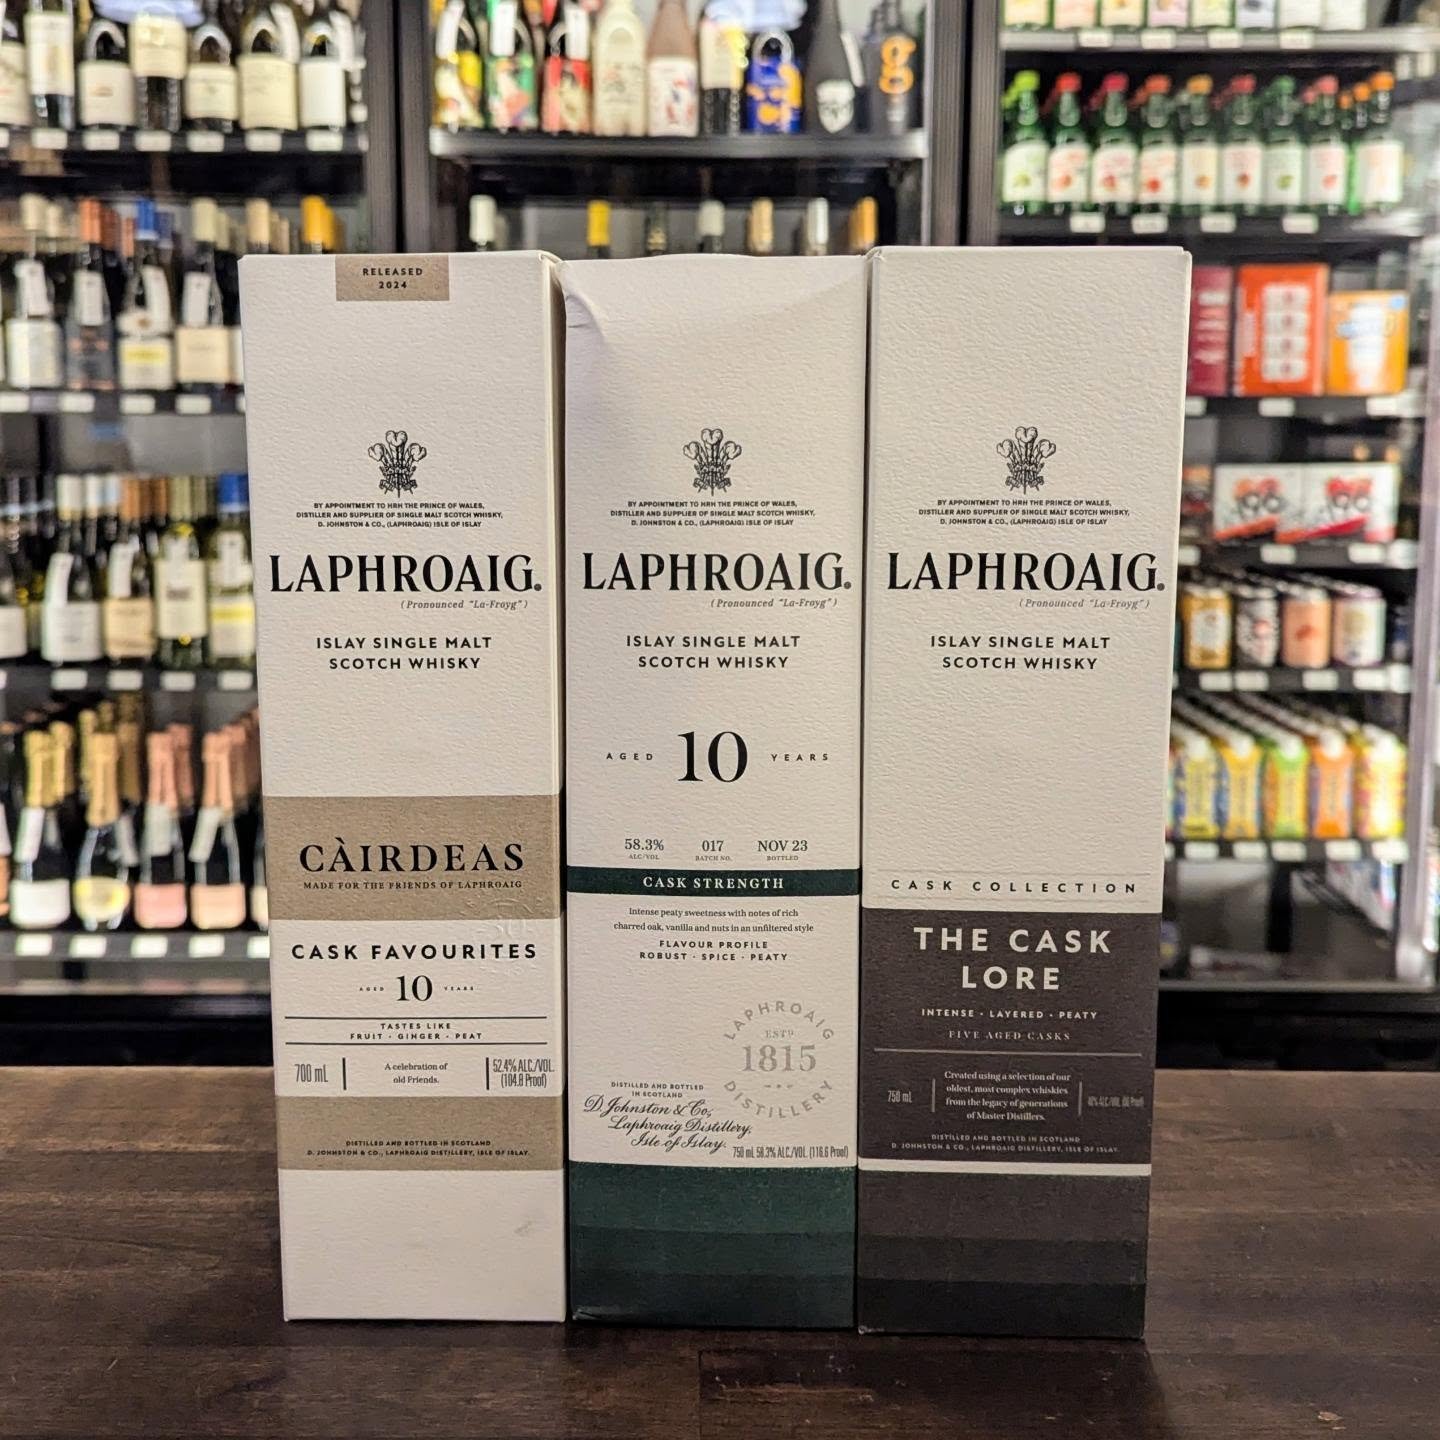 RELEASED
2024
BY APPOINTMENT TO HRH THE PRINCE OF WALES,
DISTILLER AND SUPPLIER OF SINGLE MALT SCOTCH WHISKY,
D. JOHNSTON & CO., (LAPHROAIG) ISLE OF ISLAY
LAPHROAIG.
(Pronounced "La-Froyg")
ISLAY SINGLE MALT
SCOTCH WHISKY
CÀIRDEAS
MADE FOR THE FRIENDS OF LAPHROAIG
CASK FAVOURITES
AGED 10 YEARS
TASTES LIKE
FRUIT · GINGER · PEAT
700 mL
A celebration of
old Friends.
52.4% ALC./VOL.
(104.8 Proof)
DISTILLED AND BOTTLED IN SCOTLAND
D. JOHNSTON & CO., LAPHROAIG DISTILLERY, ISLE OF ISLAY.
BY APPOINTMENT TO HRH THE PRINCE OF WALES,
DISTILLER AND SUPPLIER OF SINGLE MALT SCOTCH WHISKY,
D. JOHNSTON & CO., (LAPHROAIG) ISLE OF ISLAY
LAPHROAIG.
(Pronounced "La-Froyg")
ISLAY SINGLE MALT
SCOTCH WHISKY
AGED 10 YEARS
58.3% 017 NOV 23
ALC/VOL BATCH NO. BOTTLED
CASK STRENGTH
Intense peaty sweetness with notes of rich
charred oak, vanilla and nuts in an unfiltered style
FLAVOUR PROFILE
ROBUST · SPICE · PEATY
LAPHROAIG
ESTD
1815
DISTILLERY
DISTILLED AND BOTTLED
IN SCOTLAND
D. Johnston & Co,
Laphroaig Distillery,
Isle of Islay.
750 mL 58.3% ALC./VOL. (116.6 Proof)
BY APPOINTMENT TO HRH THE PRINCE OF WALES,
DISTILLER AND SUPPLIER OF SINGLE MALT SCOTCH WHISKY,
D. JOHNSTON & CO., (LAPHROAIG) ISLE OF ISLAY
LAPHROAIG.
(Pronounced "La-Froyg")
ISLAY SINGLE MALT
SCOTCH WHISKY
CASK COLLECTION
THE CASK
LORE
INTENSE · LAYERED · PEATY
FIVE AGED CASKS
750 mL
Created using a selection of our
oldest, most complex whiskies
from the legacy of generations
of Master Distillers.
DISTILLED AND BOTTLED IN SCOTLAND
D. JOHNSTON & CO., LAPHROAIG DISTILLERY, ISLE OF ISLAY.